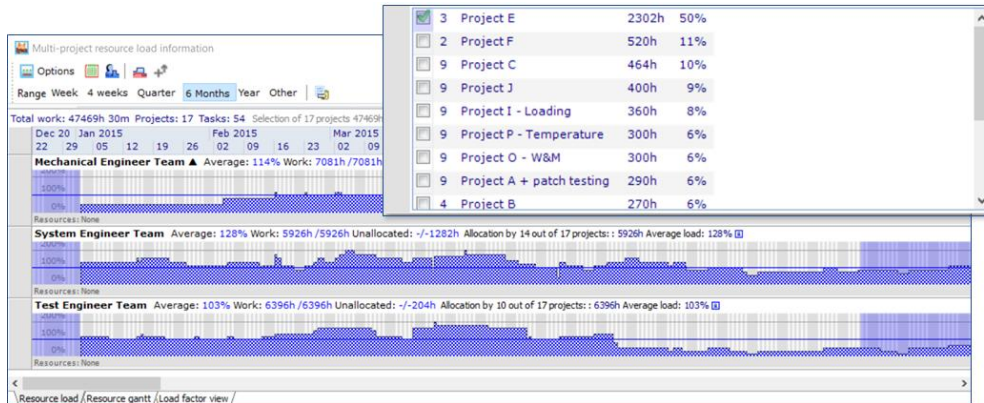 3 Project E 2302h 50%
2 Project F 520h 11%
9 Project C 464h 10%
9 Project J 400h 9%
9 Project I - Loading 360h 8%
9 Project P - Temperature 300h 6%
9 Project O - W&M 300h 6%
9 Project A + patch testing 290h 6%
4 Project B 270h 6%
Multi-project resource load information
Options
Range Week 4 weeks Quarter 6 Months Year Other
Total work: 47469h 30m Projects: 17 Tasks: 54 Selection of 17 projects 47469h
Dec 20 Jan 2015 Feb 2015 Mar 2015
22 29 05 12 19 26 02 09 16 23 02 09
Mechanical Engineer Team ▲ Average: 114% Work: 7081h /7081h
200%
100%
0%
Resources: None
System Engineer Team Average: 128% Work: 5926h /5926h Unallocated: -/-1282h Allocation by 14 out of 17 projects: : 5926h Average load: 128%
200%
100%
0%
Resources: None
Test Engineer Team Average: 103% Work: 6396h /6396h Unallocated: -/-204h Allocation by 10 out of 17 projects: : 6396h Average load: 103%
200%
100%
0%
Resources: None
Resource load Resource gantt Load factor view